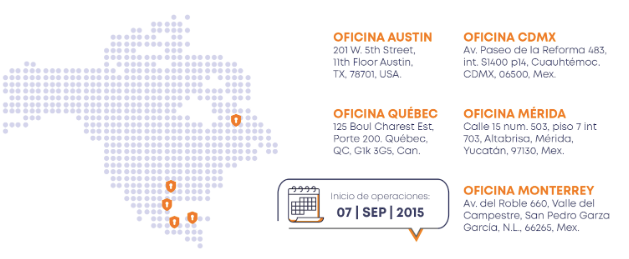 OFICINA AUSTIN
201 W. 5th Street,
11th Floor Austin,
TX, 78701, USA.
OFICINA CDMX
Av. Paseo de la Reforma 483,
int. S1400 p14, Cuauhtémoc.
CDMX, 06500, Mex.
OFICINA QUÉBEC
125 Boul Charest Est,
Porte 200. Québec,
QC, G1k 3G5, Can.
OFICINA MÉRIDA
Calle 15 num. 503, piso 7 int
703, Altabrisa, Mérida,
Yucatán, 97130, Mex.
Inicio de operaciones:
07 | SEP | 2015
OFICINA MONTERREY
Av. del Roble 660, Valle del
Campestre, San Pedro Garza
García, N.L., 66265, Mex.